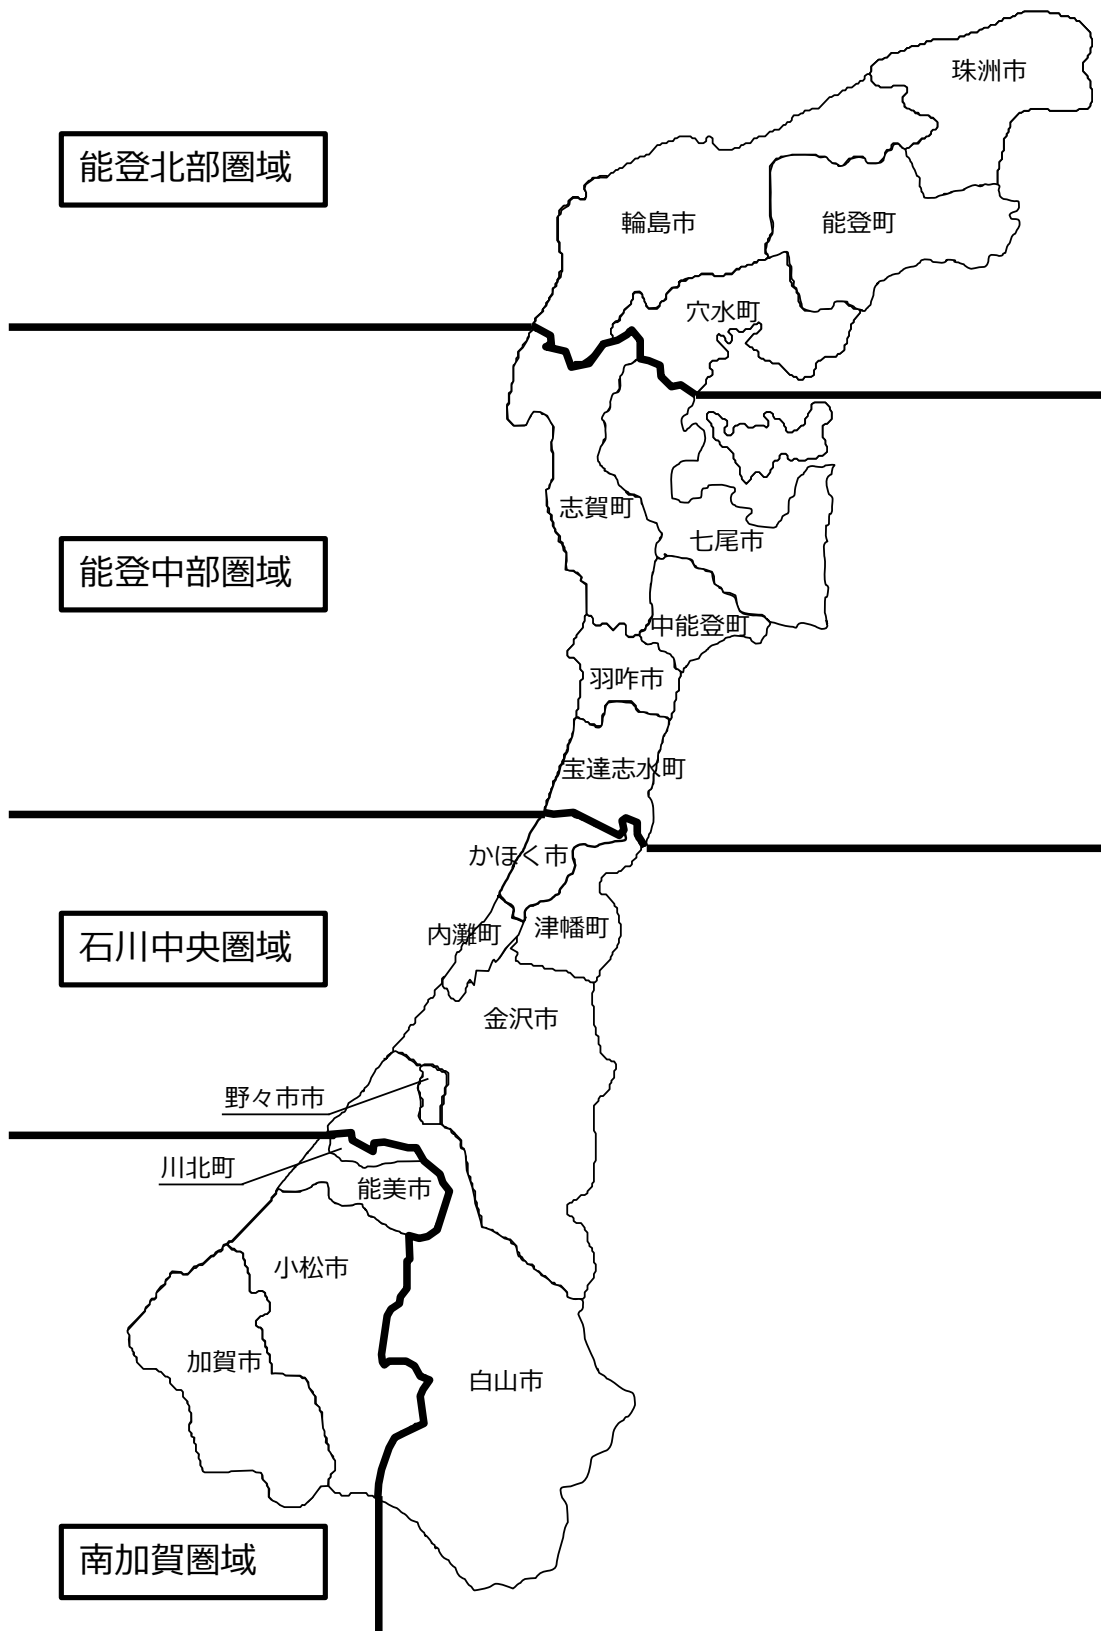 珠洲市
能登北部圏域
輪島市
能登町
穴水町
志賀町
七尾市
能登中部圏域
中能登町
羽咋市
宝達志水町
かほく市
内灘町
津幡町
石川中央圏域
金沢市
野々市市
川北町
能美市
小松市
加賀市
白山市
南加賀圏域